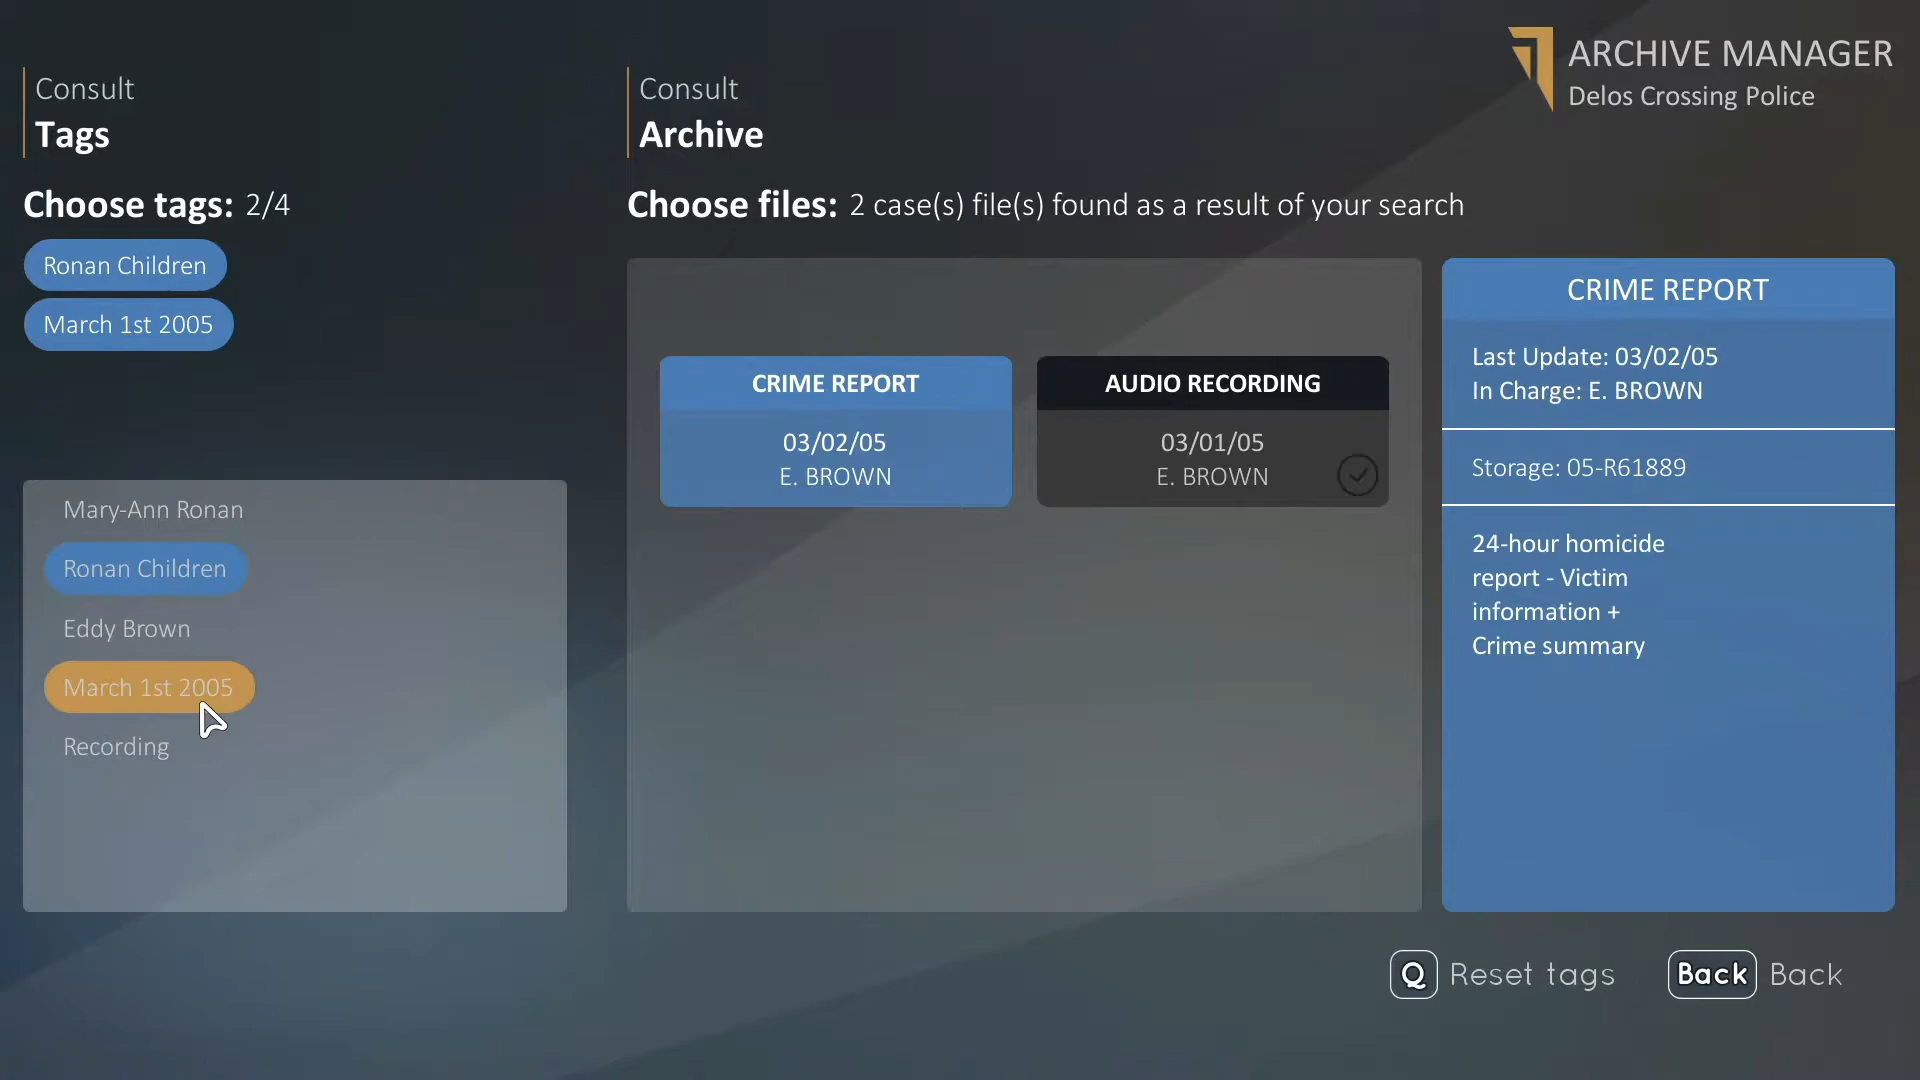 ARCHIVE MANAGER
Delos Crossing Police
Consult
Tags
Choose tags: 2/4
Ronan Children
March 1st 2005
Mary-Ann Ronan
Ronan Children
Eddy Brown
March 1st 2005
Recording
Consult
Archive
Choose files: 2 case(s) file(s) found as a result of your search
CRIME REPORT
03/02/05
E. BROWN
AUDIO RECORDING
03/01/05
E. BROWN
CRIME REPORT
Last Update: 03/02/05
In Charge: E. BROWN
Storage: 05-R61889
24-hour homicide
report - Victim
information +
Crime summary
Q Reset tags
Back Back